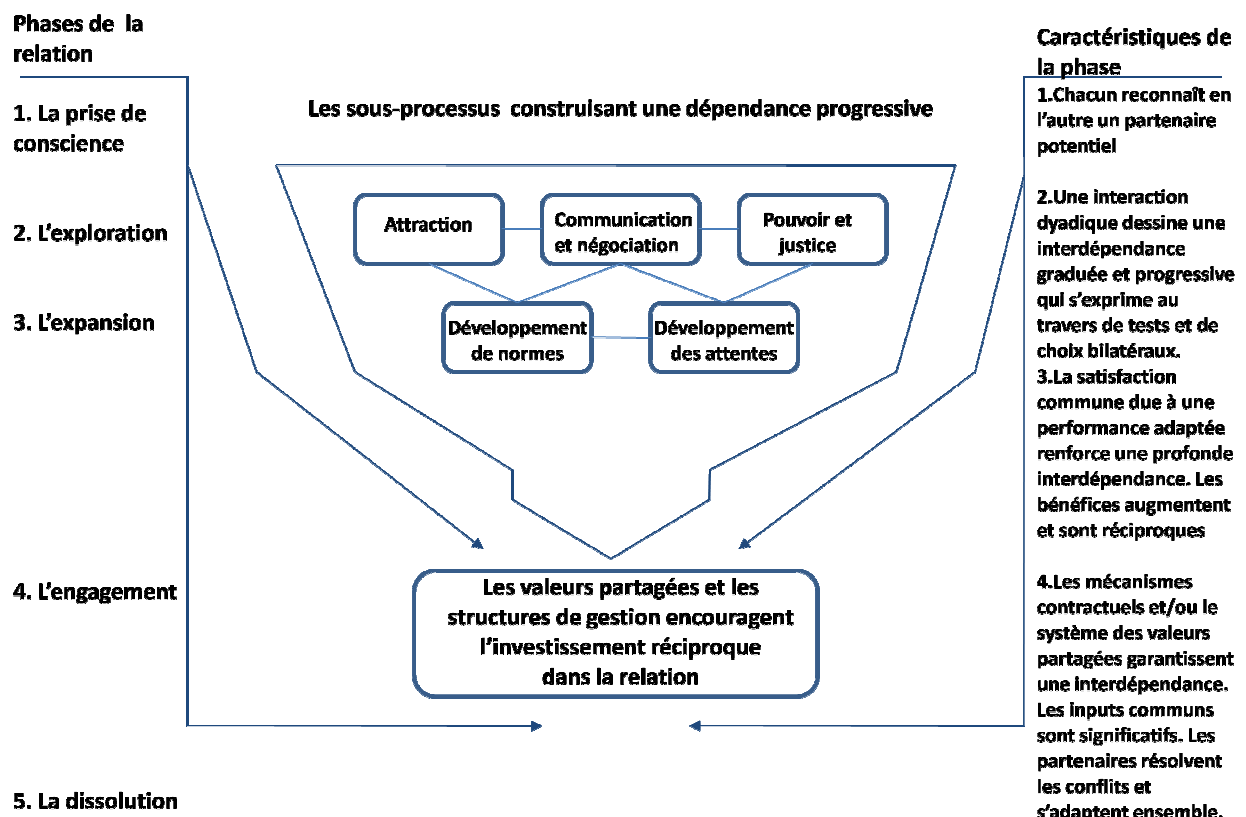 Phases de la
relation
1. La prise de
conscience
2. L'exploration
3. L'expansion
4. L'engagement
5. La dissolution
Les sous-processus construisant une dépendance progressive
Attraction
Communication
et négociation
Pouvoir et
justice
Développement
de normes
Développement
des attentes
Les valeurs partagées et les
structures de gestion encouragent
l'investissement réciproque
dans la relation
Caractéristiques de
la phase
1.Chacun reconnaît en
l'autre un partenaire
potentiel
2.Une interaction
dyadique dessine une
interdépendance
graduée et progressive
qui s'exprime au
travers de tests et de
choix bilatéraux.
3.La satisfaction
commune due à une
performance adaptée
renforce une profonde
interdépendance. Les
bénéfices augmentent
et sont réciproques
4.Les mécanismes
contractuels et/ou le
système des valeurs
partagées garantissent
une interdépendance.
Les inputs communs
sont significatifs. Les
partenaires résolvent
les conflits et
s'adaptent ensemble.